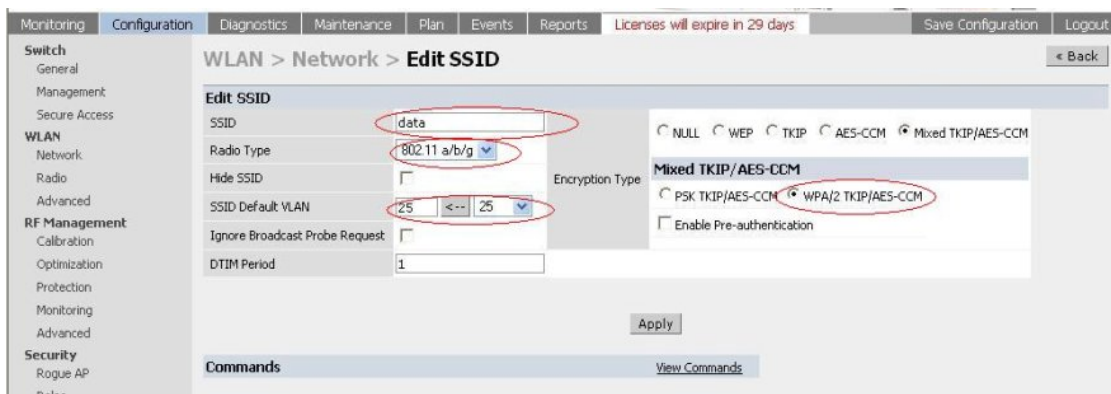 Monitoring Configuration Diagnostics Maintenance Plan Events Reports Licenses will expire in 29 days Save Configuration Logout
Switch
General
Management
Secure Access
WLAN
Network
Radio
Advanced
RF Management
Calibration
Optimization
Protection
Monitoring
Advanced
Security
Rogue AP
WLAN > Network > Edit SSID
« Back
Edit SSID
SSID data
Radio Type 802.11 a/b/g
Hide SSID
SSID Default VLAN 25 <-- 25
Ignore Broadcast Probe Request
DTIM Period 1
Encryption Type
NULL WEP TKIP AES-CCM Mixed TKIP/AES-CCM
Mixed TKIP/AES-CCM
PSK TKIP/AES-CCM WPA/2 TKIP/AES-CCM
Enable Pre-authentication
Apply
Commands View Commands